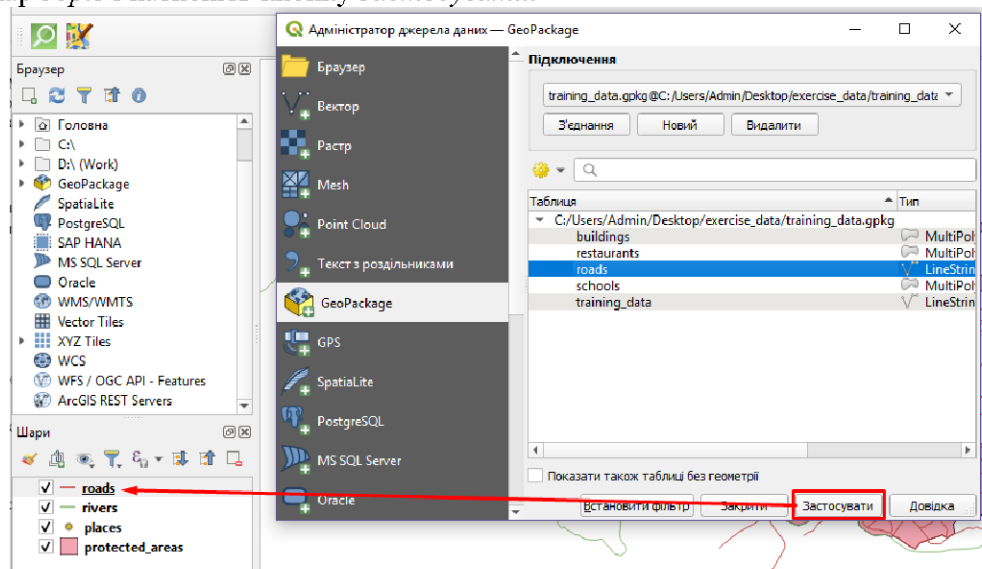 Адміністратор джерела даних — GeoPackage
Браузер
Головна
C:\
D:\ (Work)
GeoPackage
SpatiaLite
PostgreSQL
SAP HANA
MS SQL Server
Oracle
WMS/WMTS
Vector Tiles
XYZ Tiles
WCS
WFS / OGC API - Features
ArcGIS REST Servers
Шари
roads
rivers
places
protected_areas
Браузер
Вектор
Растр
Mesh
Point Cloud
Текст з роздільниками
GeoPackage
GPS
SpatiaLite
PostgreSQL
MS SQL Server
Oracle
Підключення
training_data.gpkg@C:/Users/Admin/Desktop/exercise_data/training_data
З'єднання Новий Видалити
Таблиця Тип
C:/Users/Admin/Desktop/exercise_data/training_data.gpkg
buildings MultiPol
restaurants MultiPol
roads LineStrin
schools MultiPol
training_data LineStrin
Показати також таблиці без геометрії
Встановити фільтр Закрити Застосувати Довідка